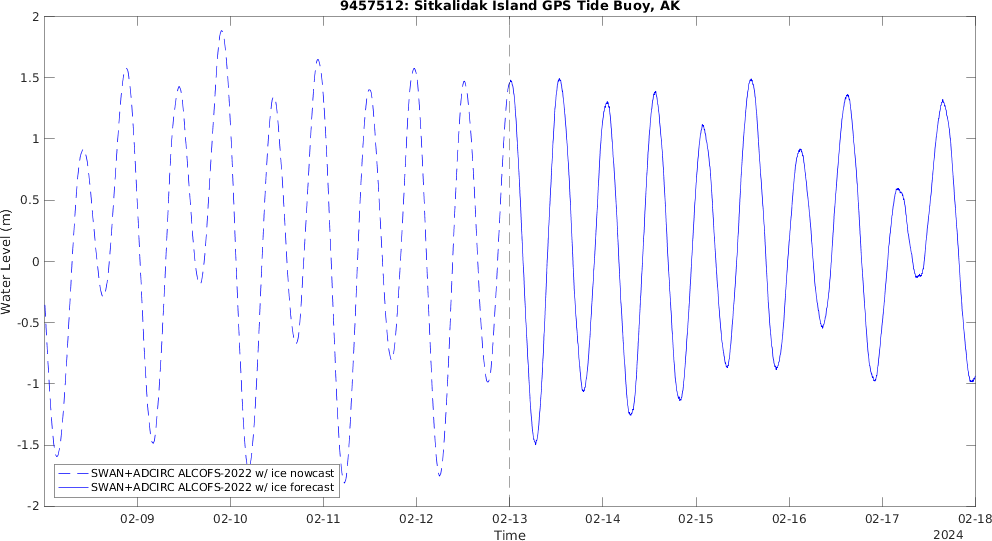 9457512: Sitkalidak Island GPS Tide Buoy, AK
2
1.5
1
0.5
0
-0.5
-1
-1.5
-2
Water Level (m)
SWAN+ADCIRC ALCOFS-2022 w/ ice nowcast
SWAN+ADCIRC ALCOFS-2022 w/ ice forecast
02-09 02-10 02-11 02-12 02-13 02-14 02-15 02-16 02-17 02-18
Time
2024